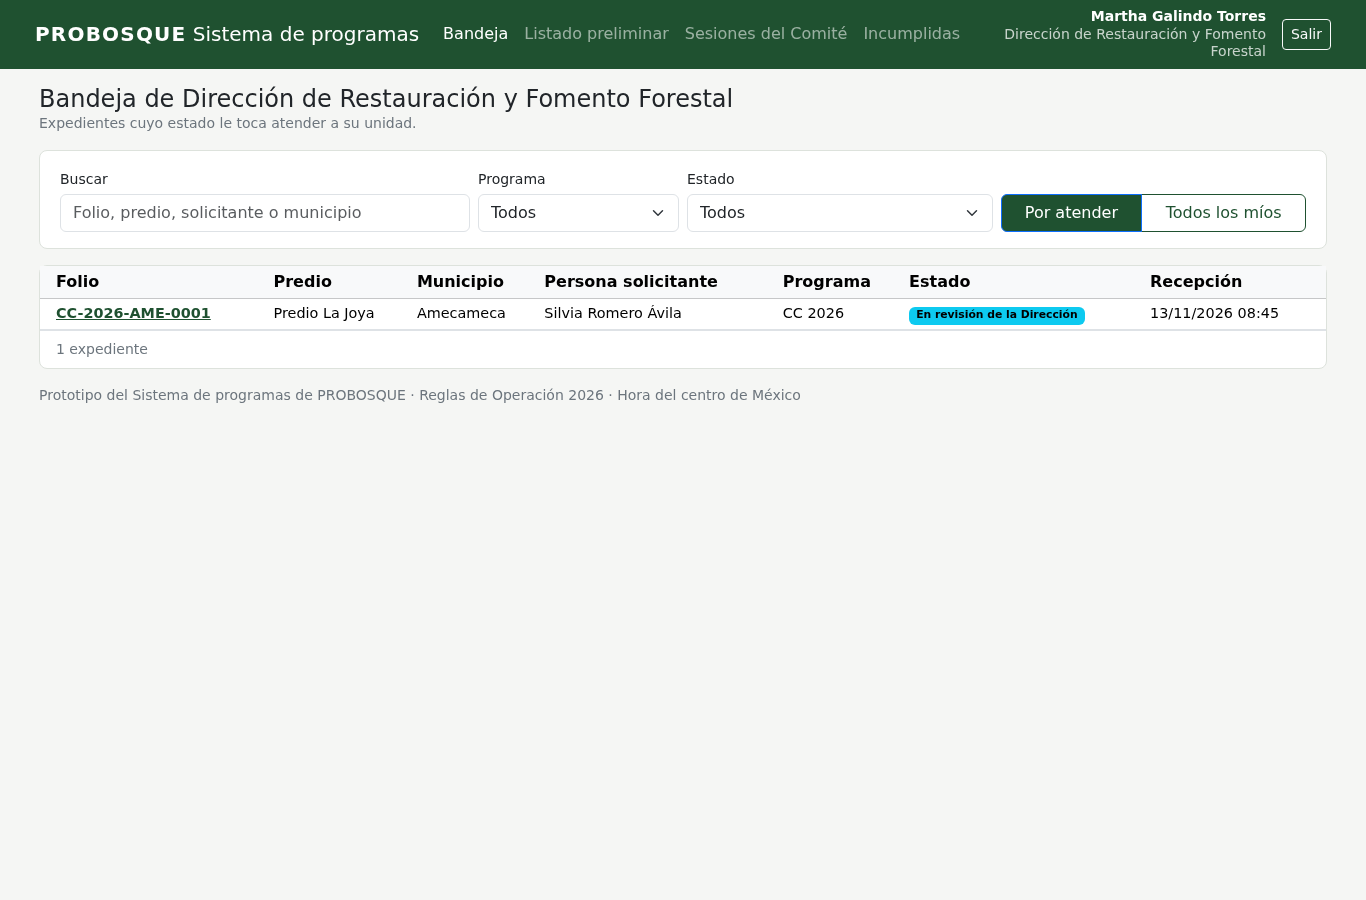 PROBOSQUE Sistema de programas
Bandeja
Listado preliminar
Sesiones del Comité
Incumplidas
Martha Galindo Torres
Dirección de Restauración y Fomento
Forestal
Salir
Bandeja de Dirección de Restauración y Fomento Forestal
Expedientes cuyo estado le toca atender a su unidad.
Buscar
Programa
Estado
Folio, predio, solicitante o municipio
Todos
Todos
Por atender
Todos los míos
Folio Predio Municipio Persona solicitante Programa Estado Recepción
CC-2026-AME-0001 Predio La Joya Amecameca Silvia Romero Ávila CC 2026 En revisión de la Dirección 13/11/2026 08:45
1 expediente
Prototipo del Sistema de programas de PROBOSQUE · Reglas de Operación 2026 · Hora del centro de México